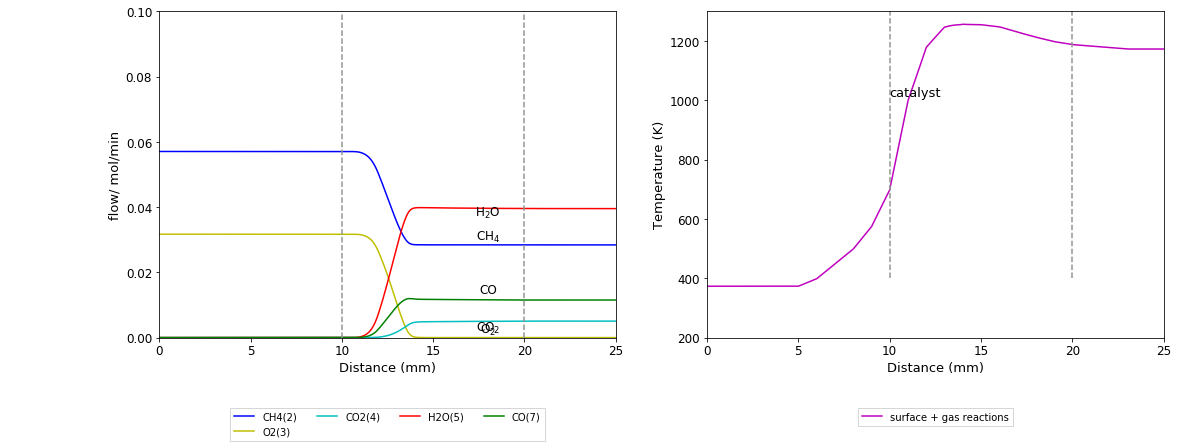 0.10
0.08
0.06
0.04
0.02
0.00
flow/ mol/min
H₂O
CH₄
CO
CO₂
O₂
0 5 10 15 20 25
Distance (mm)
CH4(2) CO2(4) H2O(5) CO(7)
O2(3)
1200
1000
800
600
400
200
Temperature (K)
catalyst
0 5 10 15 20 25
Distance (mm)
surface + gas reactions